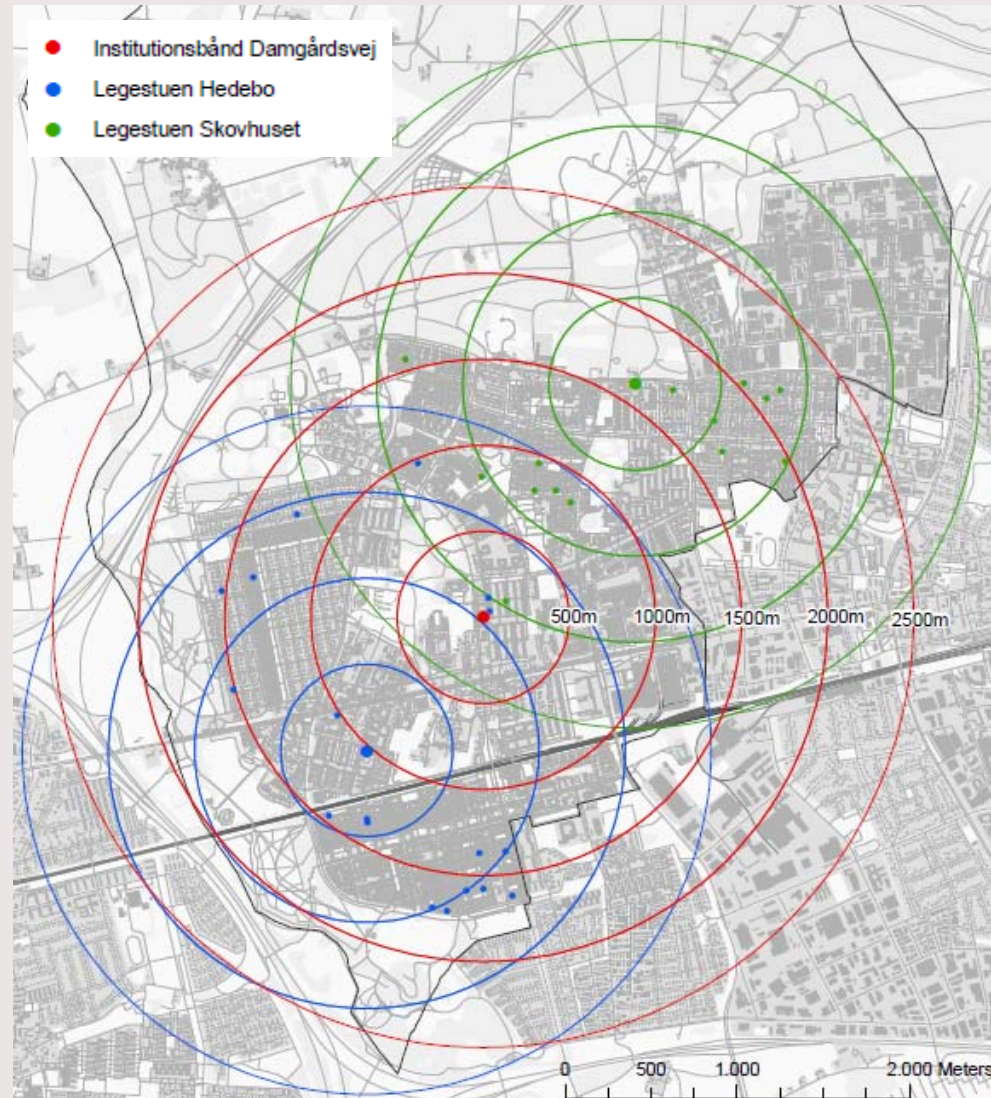 Institutionsbånd Damgårdsvej
Legestuen Hedebo
Legestuen Skovhuset
500m 1000m 1500m 2000m 2500m
0 500 1.000 2.000 Meters